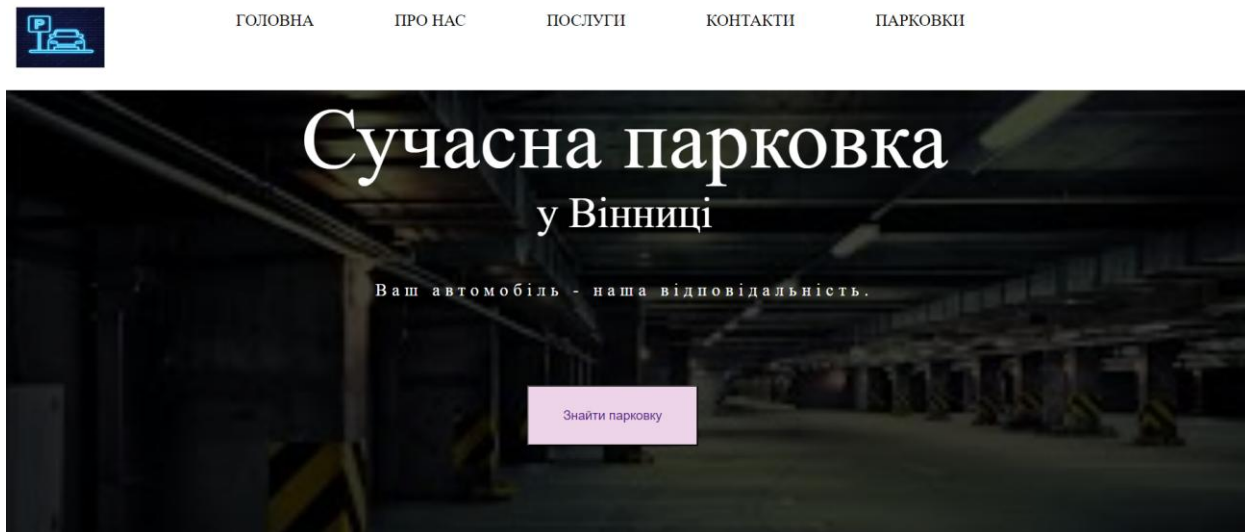 P
ГОЛОВНА ПРО НАС ПОСЛУГИ КОНТАКТИ ПАРКОВКИ
Сучасна парковка
у Вінниці
Ваш автомобіль - наша відповідальність.
Знайти парковку